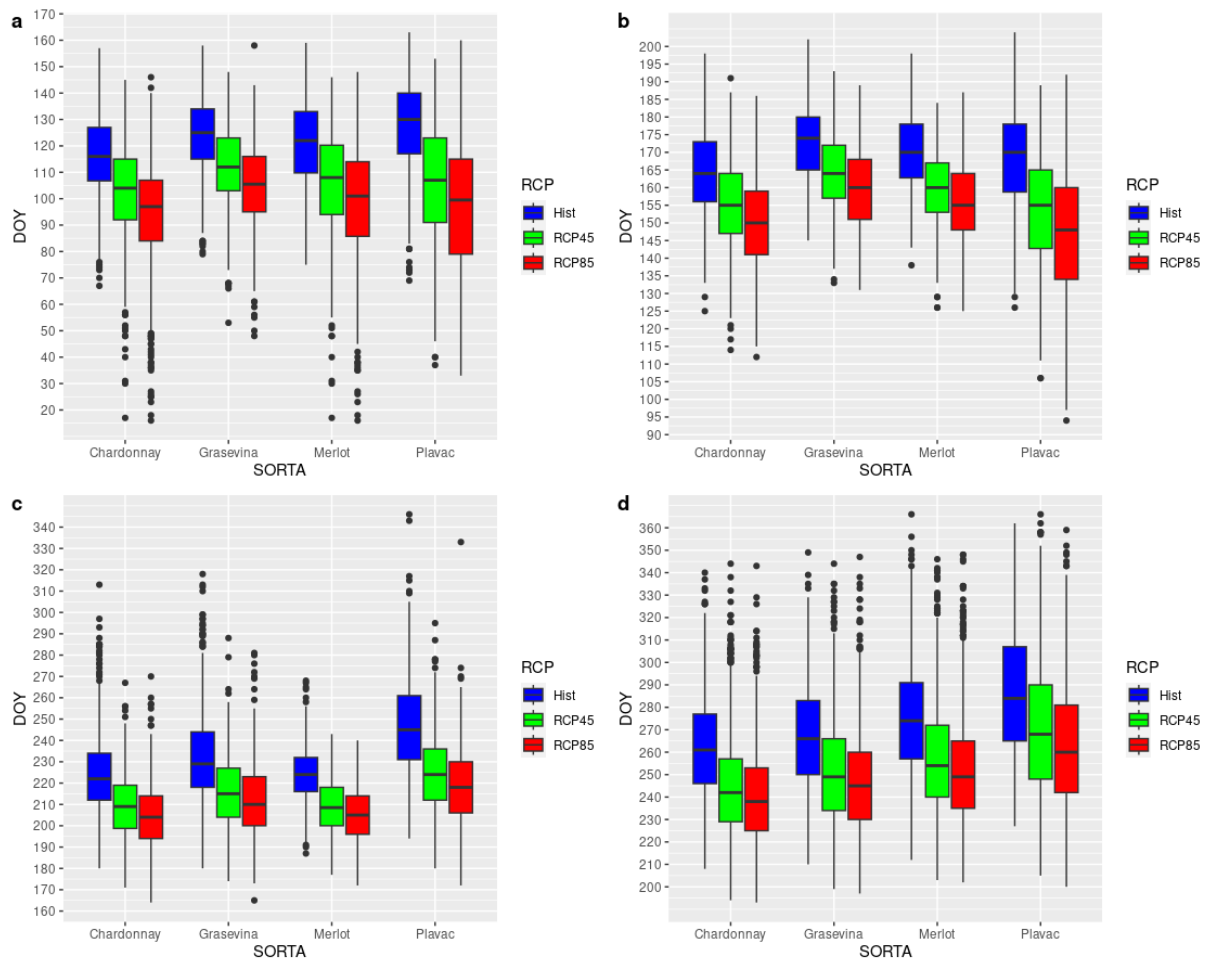 a
170
160
150
140
130
120
110
100
90
80
70
60
50
40
30
20
DOY
Chardonnay Grasevina Merlot Plavac
SORTA
RCP
Hist
RCP45
RCP85
b
200
195
190
185
180
175
170
165
160
155
150
145
140
135
130
125
120
115
110
105
100
95
90
DOY
Chardonnay Grasevina Merlot Plavac
SORTA
RCP
Hist
RCP45
RCP85
c
340
330
320
310
300
290
280
270
260
250
240
230
220
210
200
190
180
170
160
DOY
Chardonnay Grasevina Merlot Plavac
SORTA
RCP
Hist
RCP45
RCP85
d
360
350
340
330
320
310
300
290
280
270
260
250
240
230
220
210
200
DOY
Chardonnay Grasevina Merlot Plavac
SORTA
RCP
Hist
RCP45
RCP85